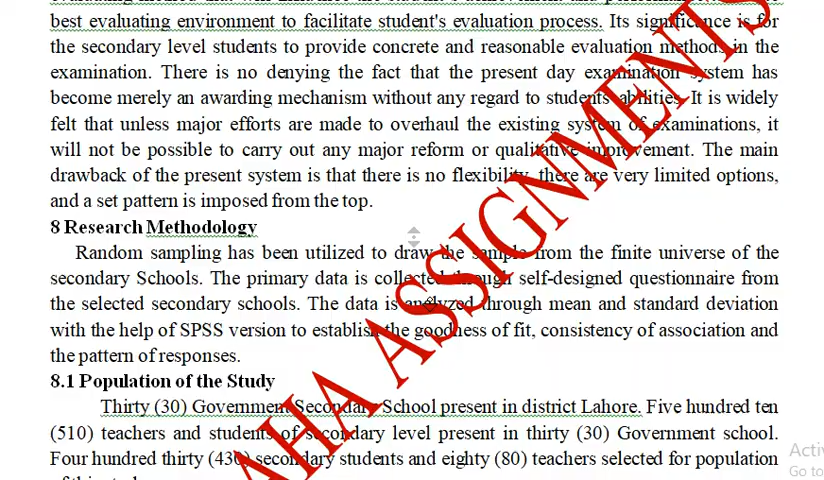 best evaluating environment to facilitate student's evaluation process. Its significance is for
the secondary level students to provide concrete and reasonable evaluation methods in the
examination. There is no denying the fact that the present day examination system has
become merely an awarding mechanism without any regard to students abilities. It is widely
felt that unless major efforts are made to overhaul the existing system of examinations, it
will not be possible to carry out any major reform or qualitative improvement. The main
drawback of the present system is that there is no flexibility, there are very limited options,
and a set pattern is imposed from the top.
8 Research Methodology
Random sampling has been utilized to draw the sample from the finite universe of the
secondary Schools. The primary data is collected through self-designed questionnaire from
the selected secondary schools. The data is analyzed through mean and standard deviation
with the help of SPSS version to establish the goodness of fit, consistency of association and
the pattern of responses.
8.1 Population of the Study
Thirty (30) Government Secondary School present in district Lahore. Five hundred ten
(510) teachers and students of secondary level present in thirty (30) Government school.
Four hundred thirty (430) secondary students and eighty (80) teachers selected for population
AHA ASSIGNMENTS
Activ
Go to